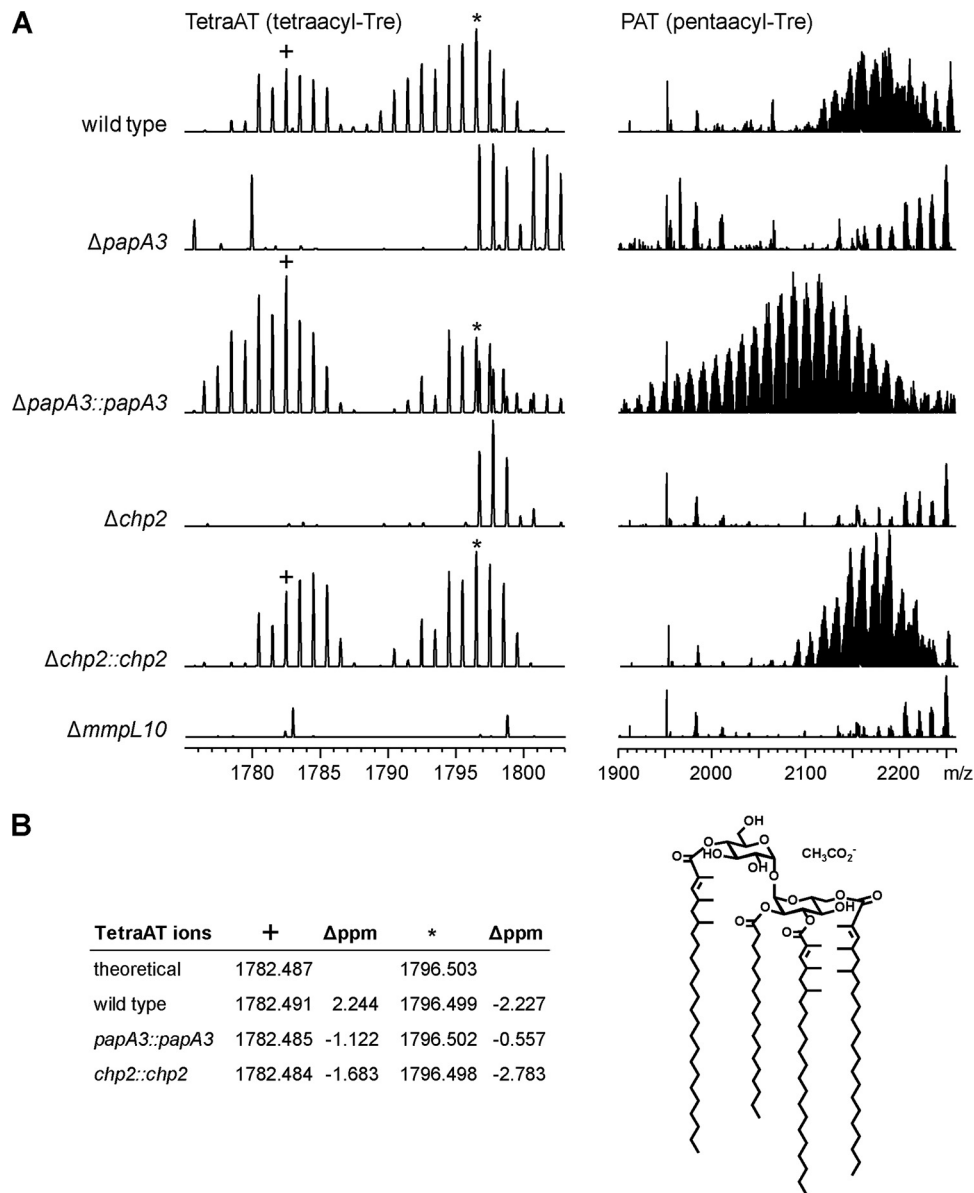 A
TetraAT (tetraacyl-Tre)
PAT (pentaacyl-Tre)
*
+
wild type
ΔpapA3
+
*
ΔpapA3::papA3
Δchp2
*
+
Δchp2::chp2
ΔmmpL10
1780 1785 1790 1795 1800
1900 2000 2100 2200 m/z
B
TetraAT ions + Δppm * Δppm
theoretical 1782.487 1796.503
wild type 1782.491 2.244 1796.499 -2.227
papA3::papA3 1782.485 -1.122 1796.502 -0.557
chp2::chp2 1782.484 -1.683 1796.498 -2.783
OH
HO O CH3CO2-
O O HO OH
O
O O O O
O O OH
O O O